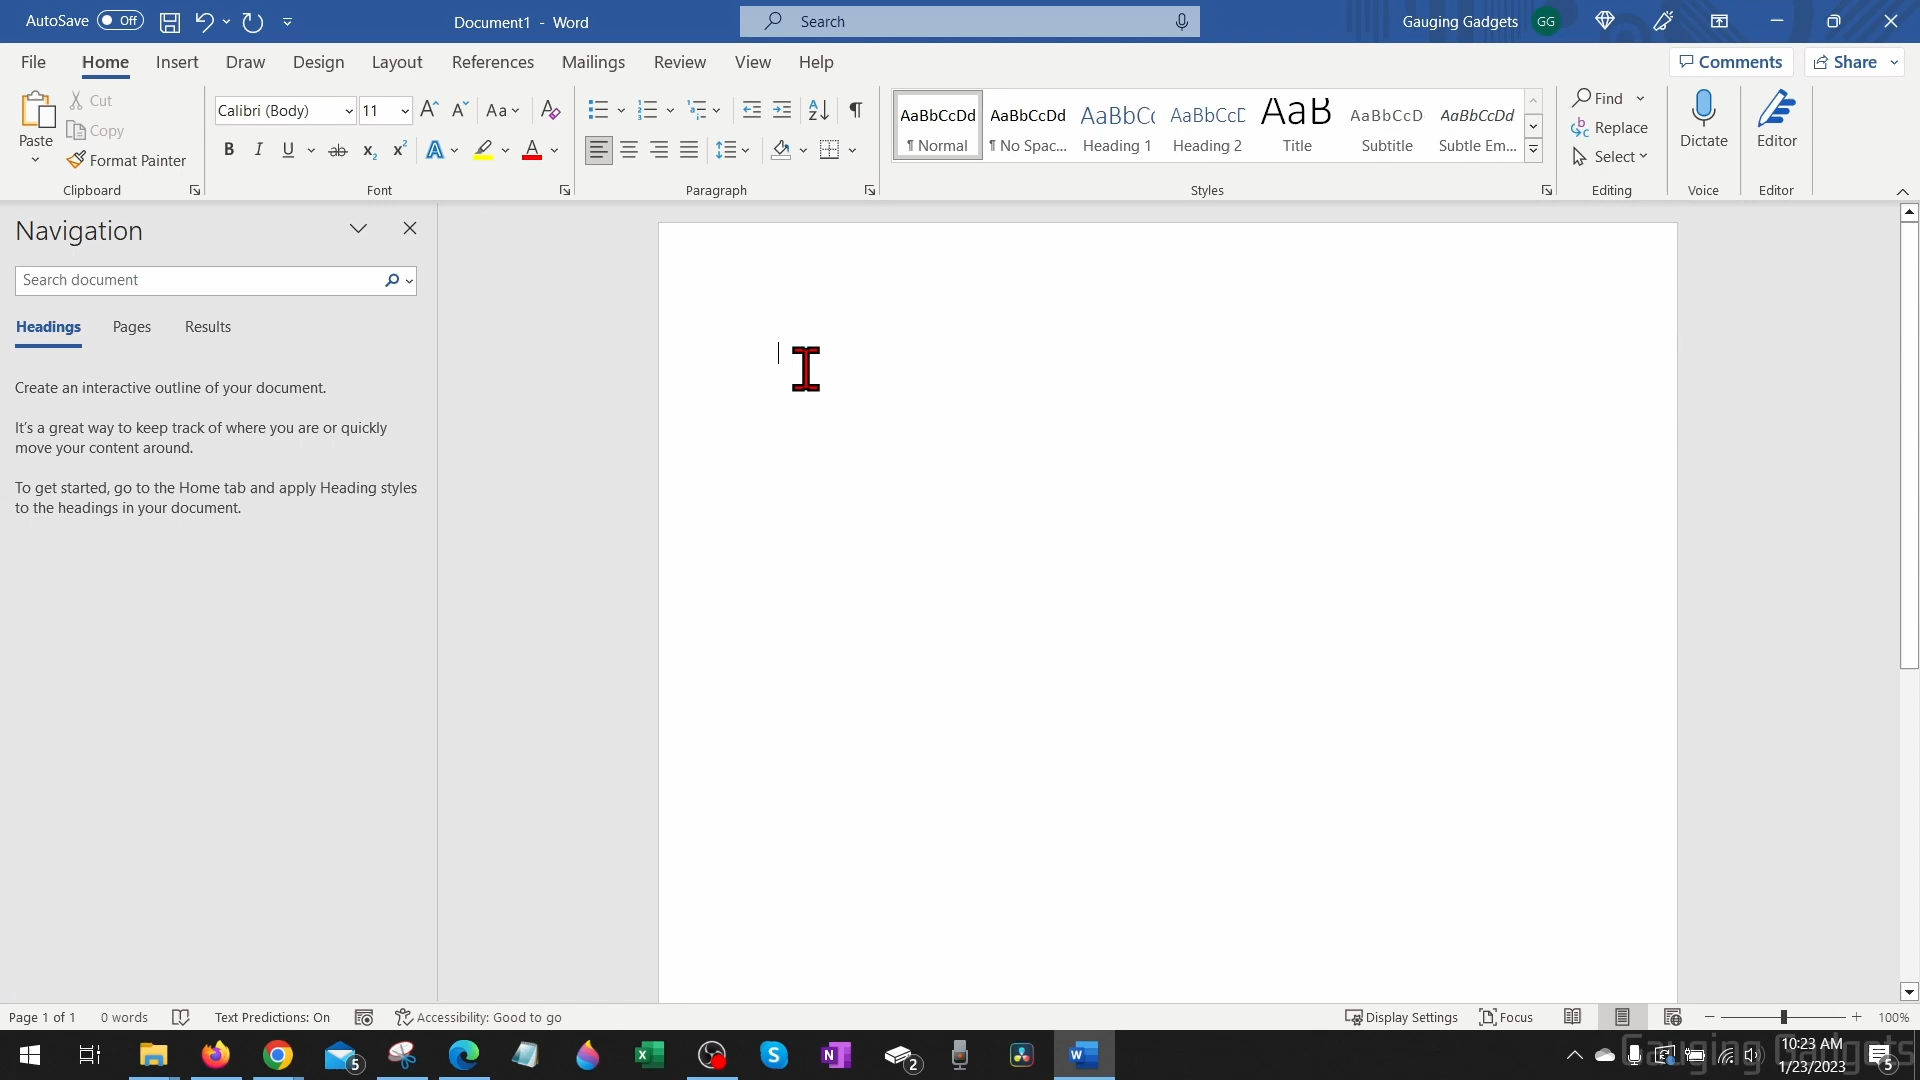 AutoSave Off Document1 - Word Search Gauging Gadgets GG
File Home Insert Draw Design Layout References Mailings Review View Help Comments Share
Paste
Cut
Copy
Format Painter
Clipboard
Calibri (Body) 11
Font
Paragraph
AaBbCcDd AaBbCcDd AaBbCc AaBbCcD AaB AaBbCcD AaBbCcDd
¶ Normal ¶ No Spac... Heading 1 Heading 2 Title Subtitle Subtle Em...
Styles
Find
Replace
Select
Editing
Dictate
Voice
Editor
Editor
Navigation
Search document
Headings Pages Results
Create an interactive outline of your document.
It's a great way to keep track of where you are or quickly
move your content around.
To get started, go to the Home tab and apply Heading styles
to the headings in your document.
Page 1 of 1 0 words Text Predictions: On Accessibility: Good to go Display Settings Focus 100%
5 2 10:23 AM
1/23/2023 5
Gauging Gadgets